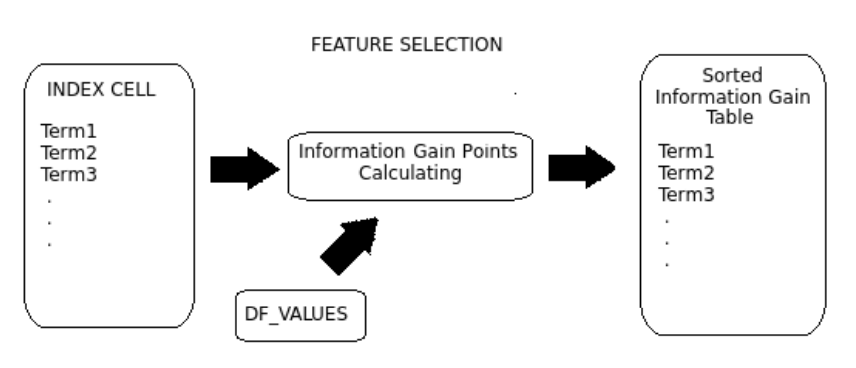 FEATURE SELECTION
INDEX CELL
Term1
Term2
Term3
.
.
.
Information Gain Points
Calculating
DF_VALUES
Sorted
Information Gain
Table
Term1
Term2
Term3
.
.
.